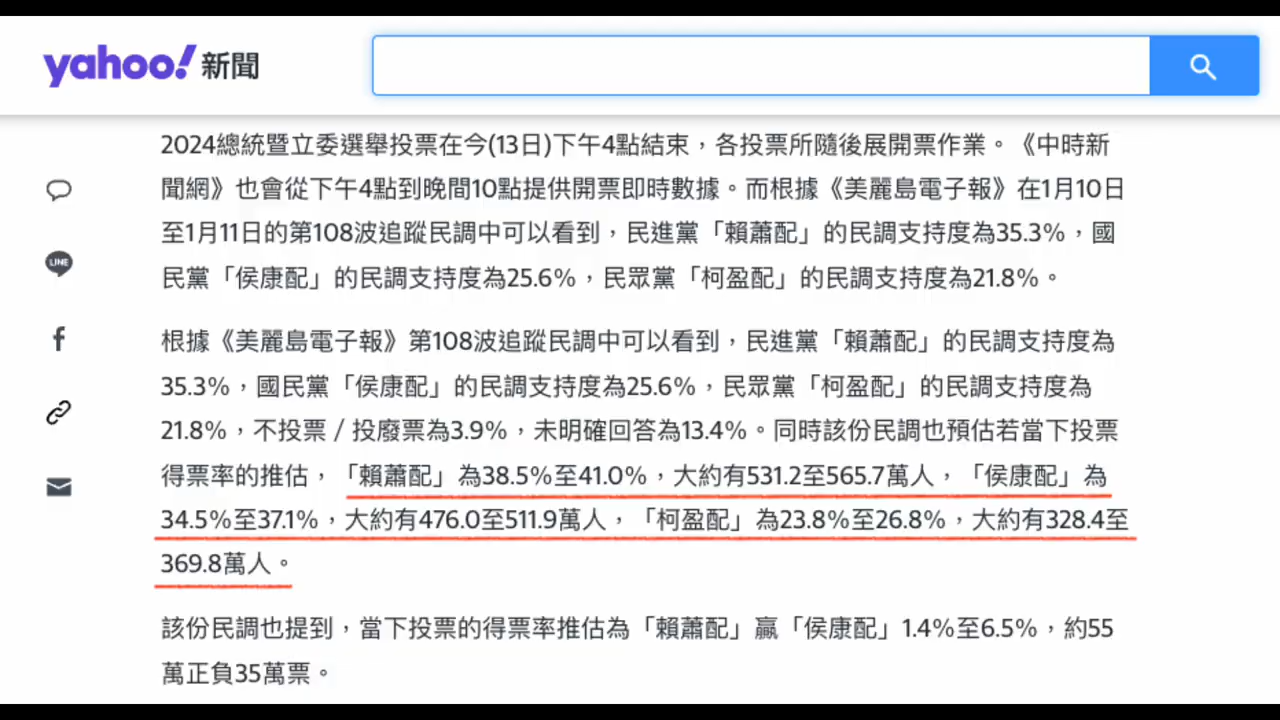 yahoo!新聞
2024總統暨立委選舉投票在今(13日)下午4點結束，各投票所隨後展開票作業。《中時新
聞網》也會從下午4點到晚間10點提供開票即時數據。而根據《美麗島電子報》在1月10日
至1月11日的第108波追蹤民調中可以看到，民進黨「賴蕭配」的民調支持度為35.3%，國
民黨「侯康配」的民調支持度為25.6%，民眾黨「柯盈配」的民調支持度為21.8%。
LINE
根據《美麗島電子報》第108波追蹤民調中可以看到，民進黨「賴蕭配」的民調支持度為
35.3%，國民黨「侯康配」的民調支持度為25.6%，民眾黨「柯盈配」的民調支持度為
21.8%，不投票 / 投廢票為3.9%，未明確回答為13.4%。同時該份民調也預估若當下投票
得票率的推估，「賴蕭配」為38.5%至41.0%，大約有531.2至565.7萬人，「侯康配」為
34.5%至37.1%，大約有476.0至511.9萬人，「柯盈配」為23.8%至26.8%，大約有328.4至
369.8萬人。
該份民調也提到，當下投票的得票率推估為「賴蕭配」贏「侯康配」1.4%至6.5%，約55
萬正負35萬票。